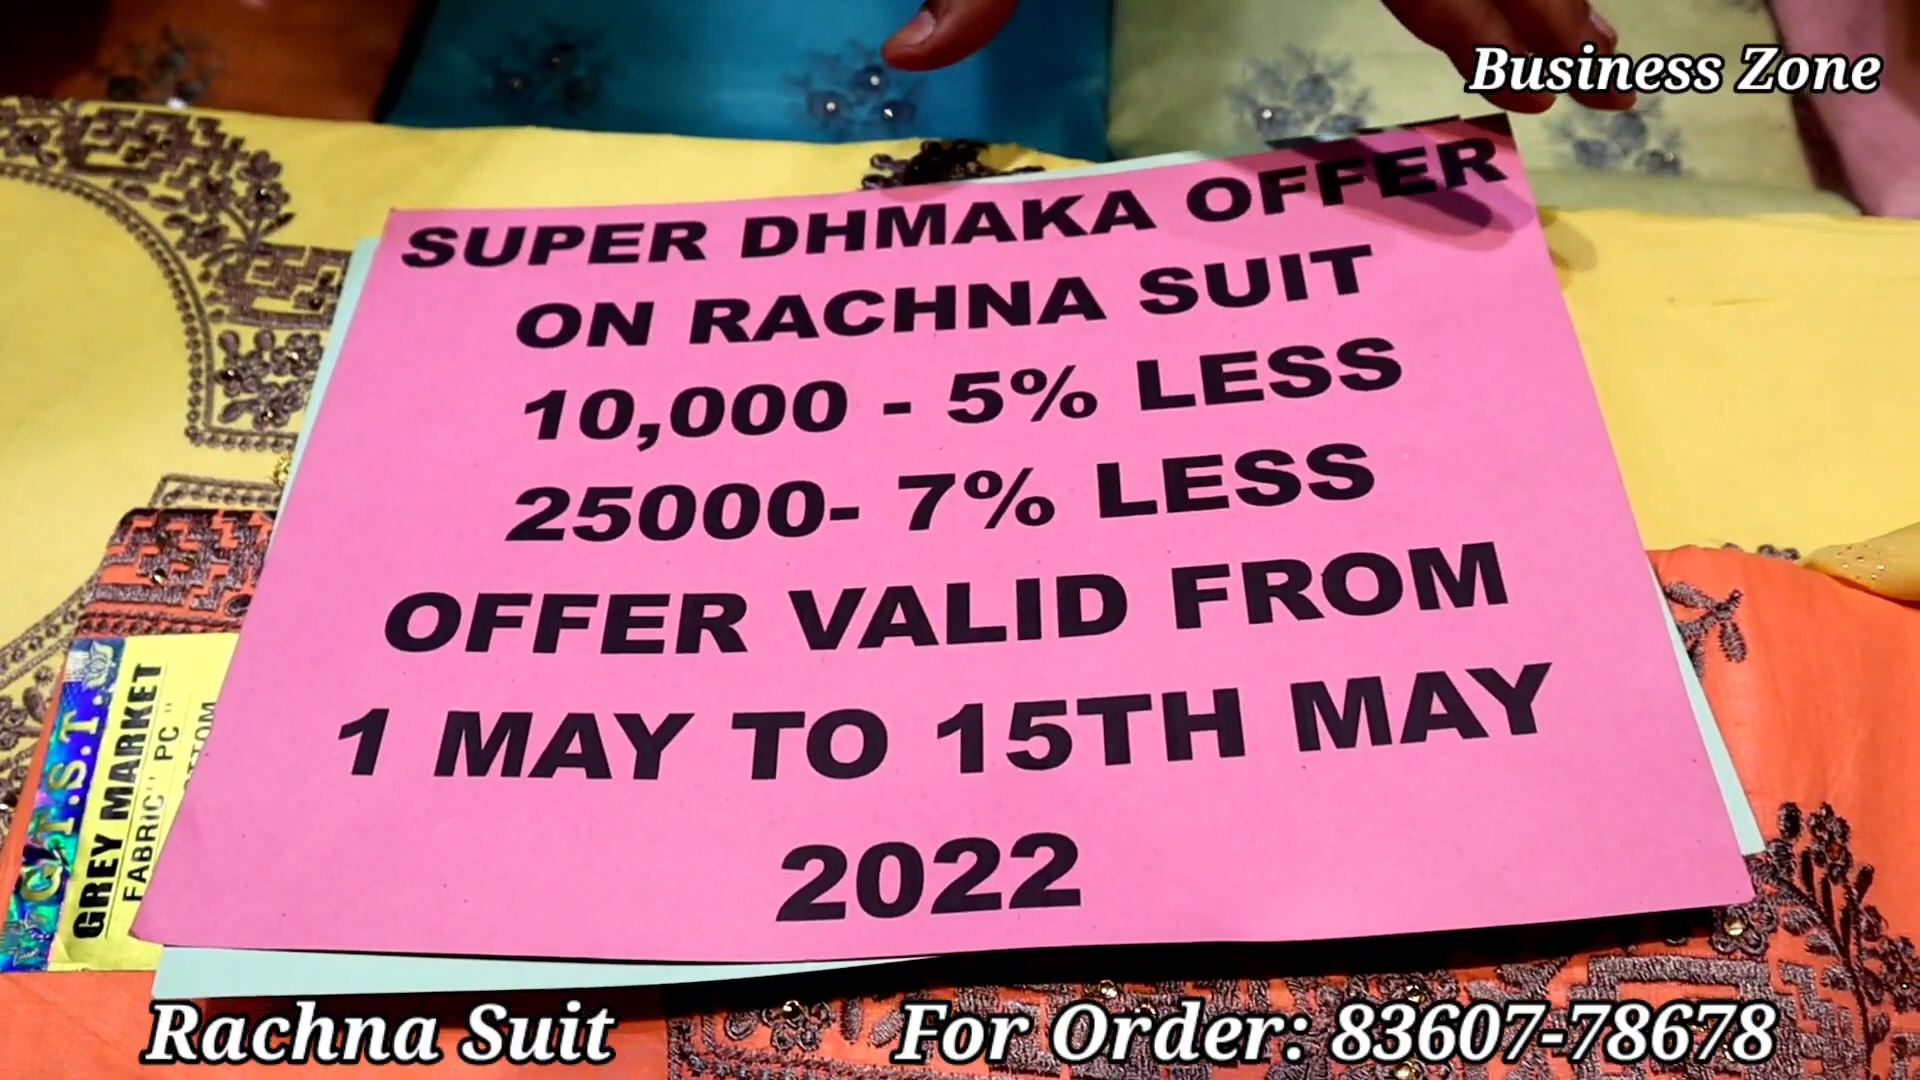 Business Zone
SUPER DHMAKA OFFER
ON RACHNA SUIT
10,000 - 5% LESS
25000- 7% LESS
OFFER VALID FROM
1 MAY TO 15TH MAY
2022
G.T.S.T.
GREY MARKET
FABRIC' PC "
Rachna Suit
For Order: 83607-78678